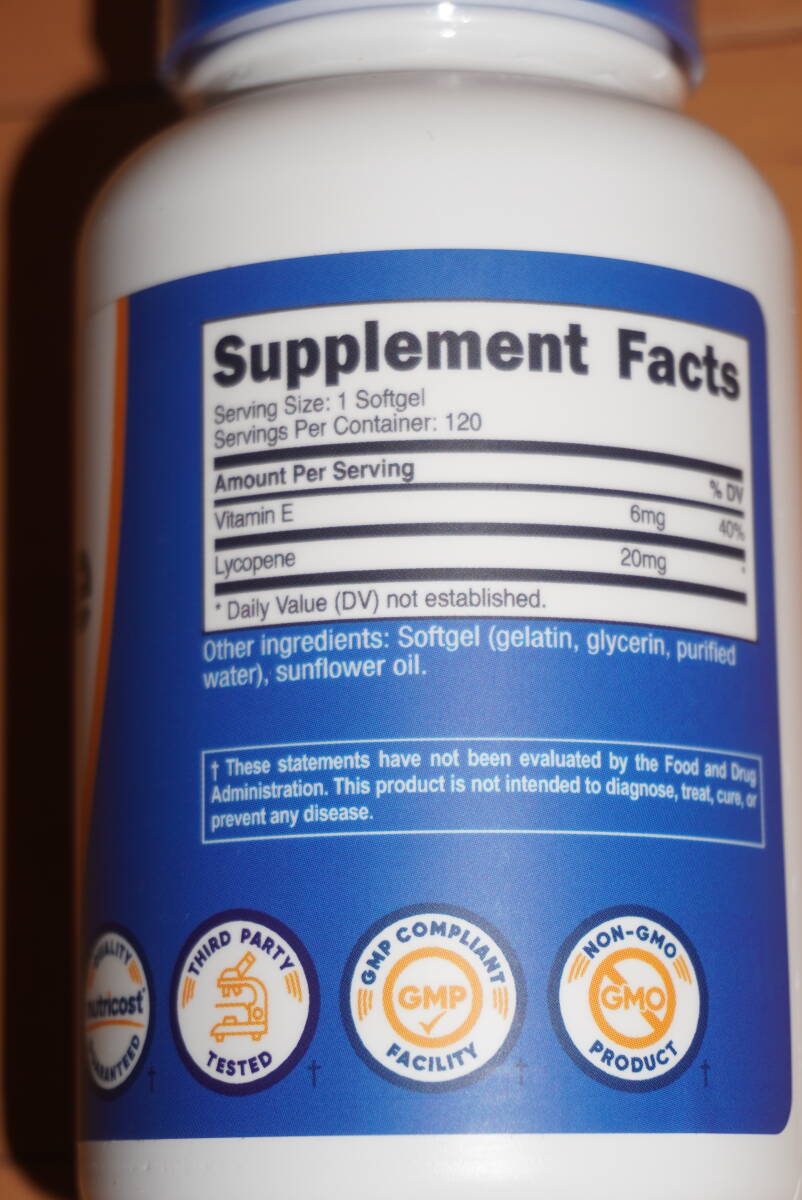 Supplement Facts
Serving Size: 1 Softgel
Servings Per Container: 120
Amount Per Serving % DV
Vitamin E 6mg 40%
Lycopene 20mg *
* Daily Value (DV) not established.
Other ingredients: Softgel (gelatin, glycerin, purified
water), sunflower oil.
† These statements have not been evaluated by the Food and Drug
Administration. This product is not intended to diagnose, treat, cure, or
prevent any disease.
QUALITY
nutricost
GUARANTEED
†
THIRD PARTY
TESTED
†
GMP COMPLIANT
GMP
FACILITY
†
NON-GMO
GMO
PRODUCT
†